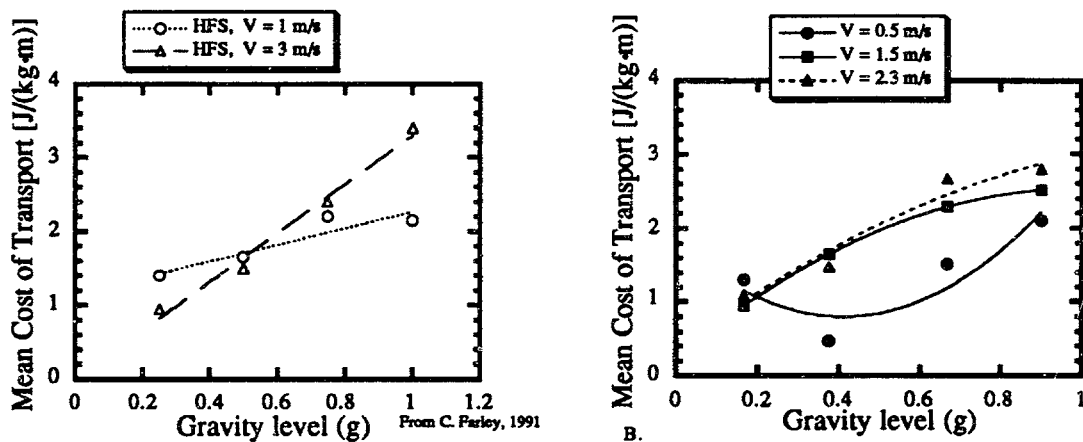 HFS, V = 1 m/s
HFS, V = 3 m/s
Mean Cost of Transport [J/(kg•m)]
4
3
2
1
0
0 0.2 0.4 0.6 0.8 1 1.2
Gravity level (g)
From C. Farley, 1991
V = 0.5 m/s
V = 1.5 m/s
V = 2.3 m/s
Mean Cost of Transport [J/(kg•m)]
4
3
2
1
0
0 0.2 0.4 0.6 0.8 1
Gravity level (g)
B.